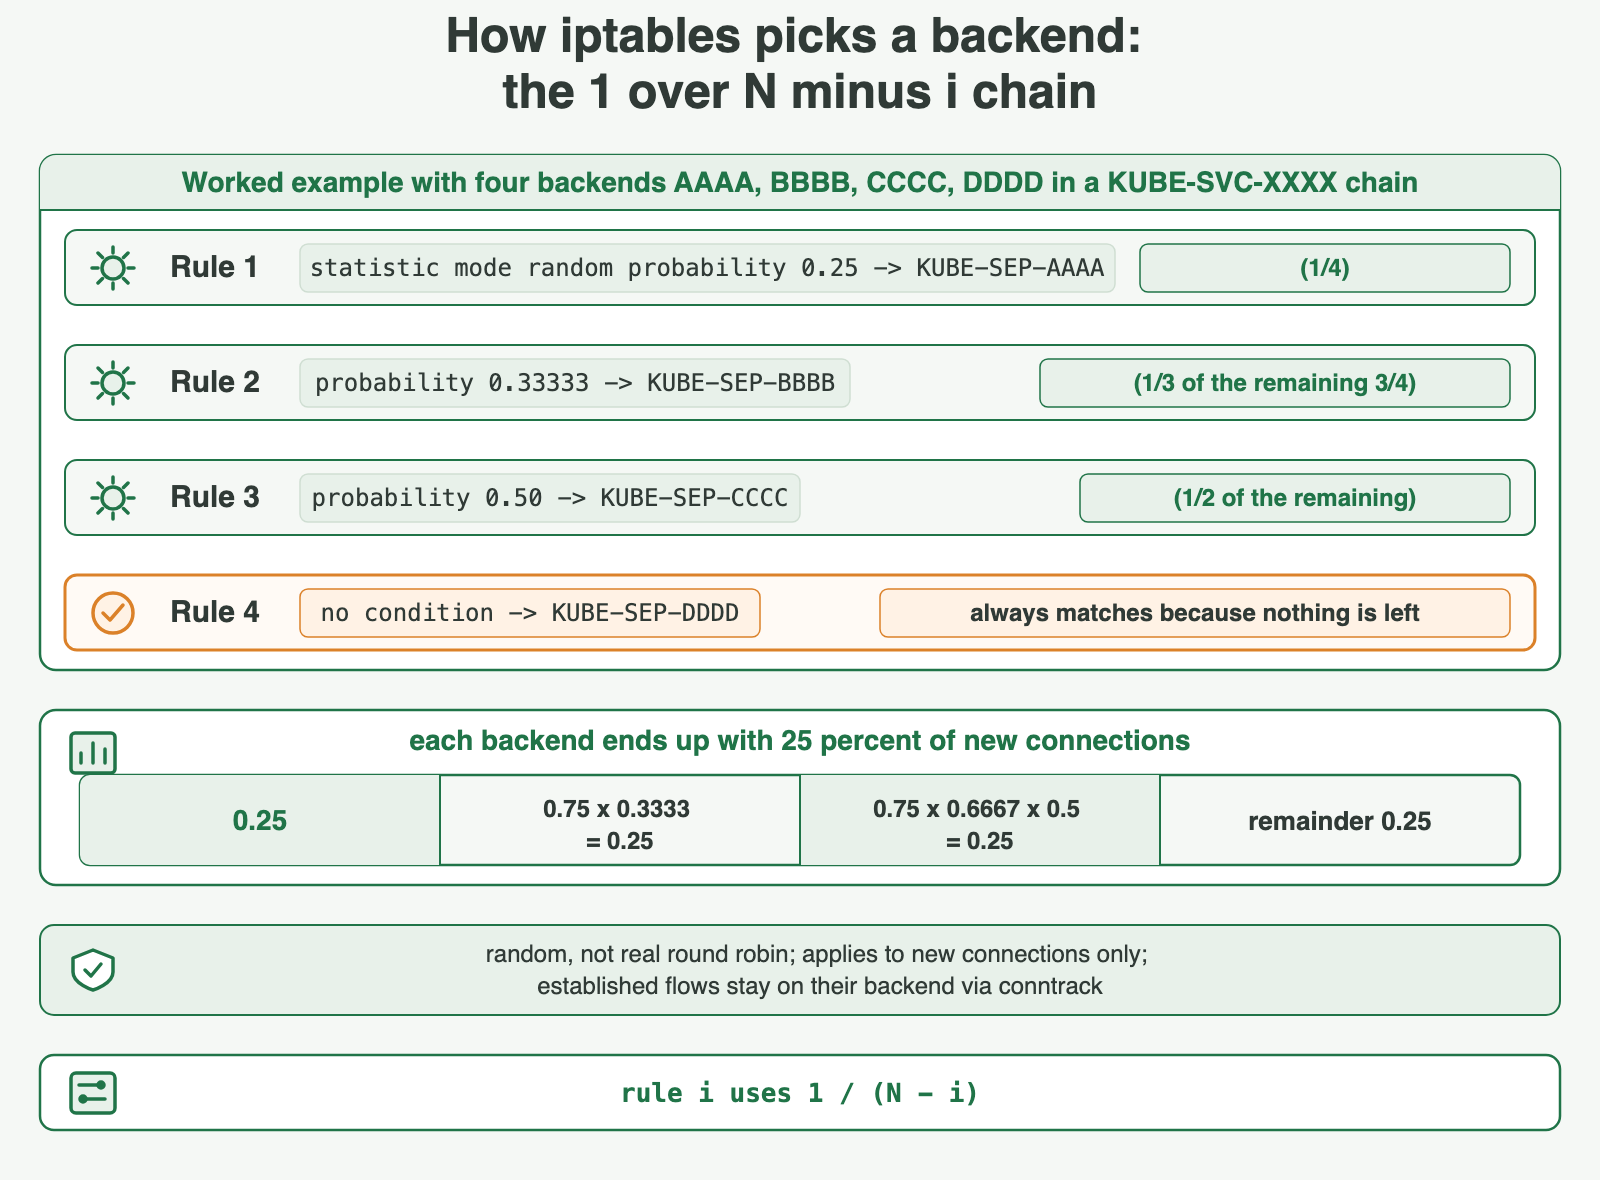 How iptables picks a backend:
the 1 over N minus i chain
Worked example with four backends AAAA, BBBB, CCCC, DDDD in a KUBE-SVC-XXXX chain
Rule 1 statistic mode random probability 0.25 -> KUBE-SEP-AAAA (1/4)
Rule 2 probability 0.33333 -> KUBE-SEP-BBBB (1/3 of the remaining 3/4)
Rule 3 probability 0.50 -> KUBE-SEP-CCCC (1/2 of the remaining)
Rule 4 no condition -> KUBE-SEP-DDDD always matches because nothing is left
each backend ends up with 25 percent of new connections
0.25
0.75 x 0.3333
= 0.25
0.75 x 0.6667 x 0.5
= 0.25
remainder 0.25
random, not real round robin; applies to new connections only;
established flows stay on their backend via conntrack
rule i uses 1 / (N - i)